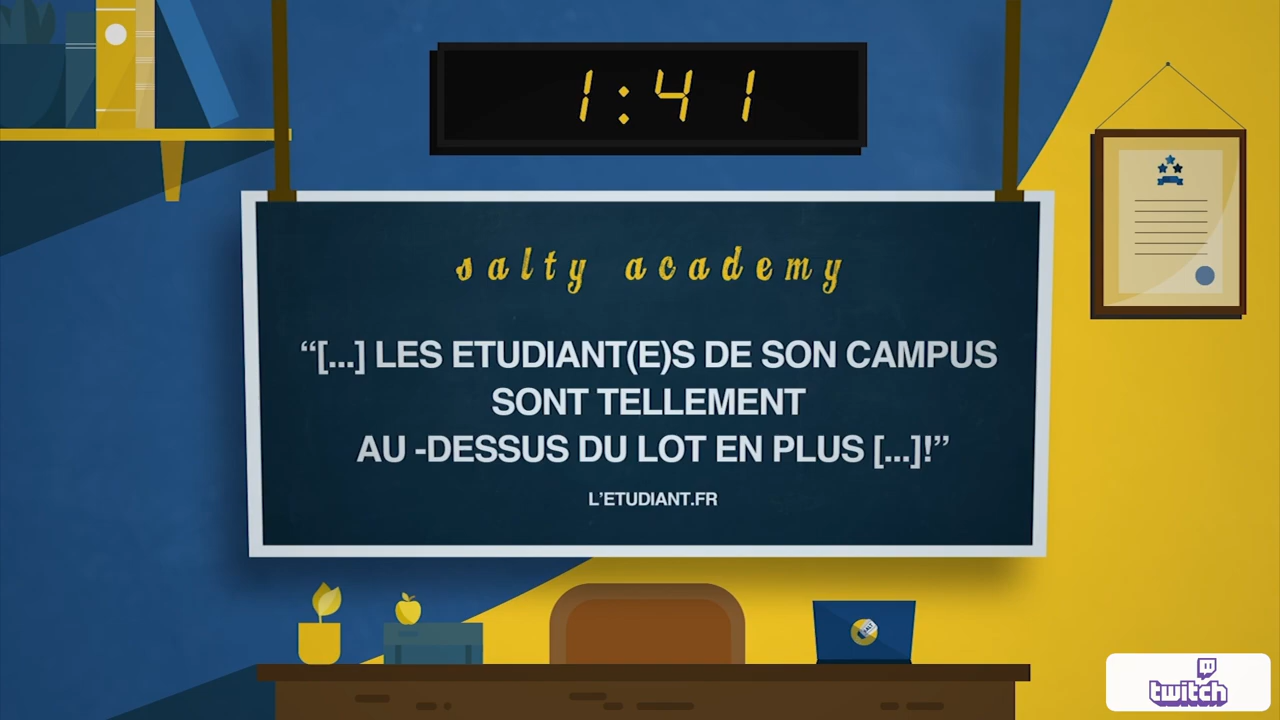 1:41
salty academy
“[...] LES ETUDIANT(E)S DE SON CAMPUS
SONT TELLEMENT
AU -DESSUS DU LOT EN PLUS [...]!”
L’ETUDIANT.FR
twitch